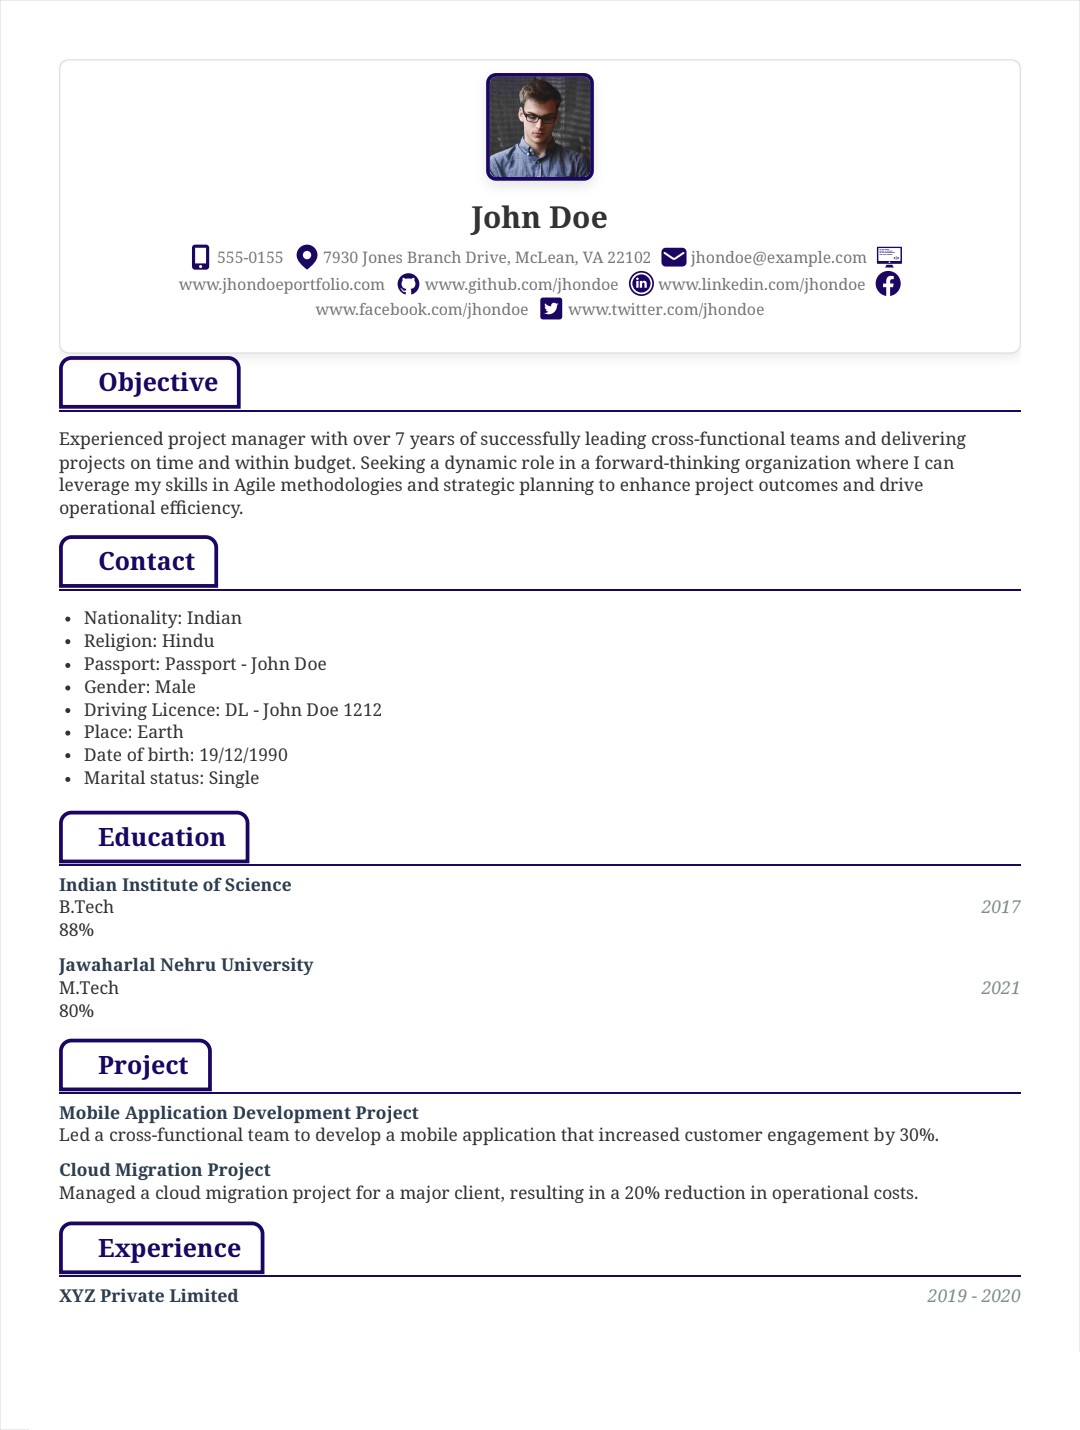 John Doe
555-0155 7930 Jones Branch Drive, McLean, VA 22102 jhondoe@example.com
www.jhondoeportfolio.com www.github.com/jhondoe www.linkedin.com/jhondoe
www.facebook.com/jhondoe www.twitter.com/jhondoe
Objective
Experienced project manager with over 7 years of successfully leading cross-functional teams and delivering
projects on time and within budget. Seeking a dynamic role in a forward-thinking organization where I can
leverage my skills in Agile methodologies and strategic planning to enhance project outcomes and drive
operational efficiency.
Contact
• Nationality: Indian
• Religion: Hindu
• Passport: Passport - John Doe
• Gender: Male
• Driving Licence: DL - John Doe 1212
• Place: Earth
• Date of birth: 19/12/1990
• Marital status: Single
Education
Indian Institute of Science
B.Tech 2017
88%
Jawaharlal Nehru University
M.Tech 2021
80%
Project
Mobile Application Development Project
Led a cross-functional team to develop a mobile application that increased customer engagement by 30%.
Cloud Migration Project
Managed a cloud migration project for a major client, resulting in a 20% reduction in operational costs.
Experience
XYZ Private Limited 2019 - 2020